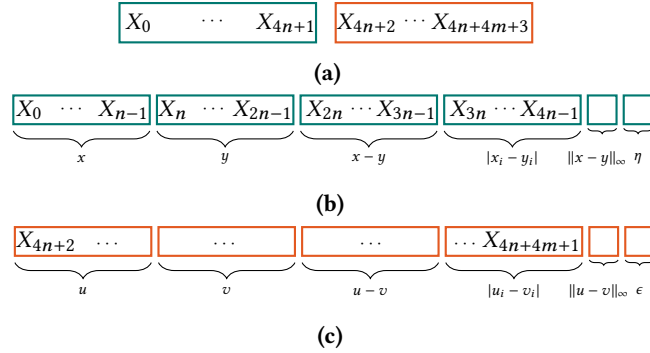 X₀ ⋯ X₄ₙ₊₁ X₄ₙ₊₂ ⋯ X₄ₙ₊₄ₘ₊₃
(a)
X₀ ⋯ Xₙ₋₁ Xₙ ⋯ X₂ₙ₋₁ X₂ₙ ⋯ X₃ₙ₋₁ X₃ₙ ⋯ X₄ₙ₋₁
x y x − y |xᵢ − yᵢ| ‖x − y‖∞ η
(b)
X₄ₙ₊₂ ⋯ ⋯ ⋯ ⋯ X₄ₙ₊₄ₘ₊₁
u v u − v |uᵢ − vᵢ| ‖u − v‖∞ ϵ
(c)